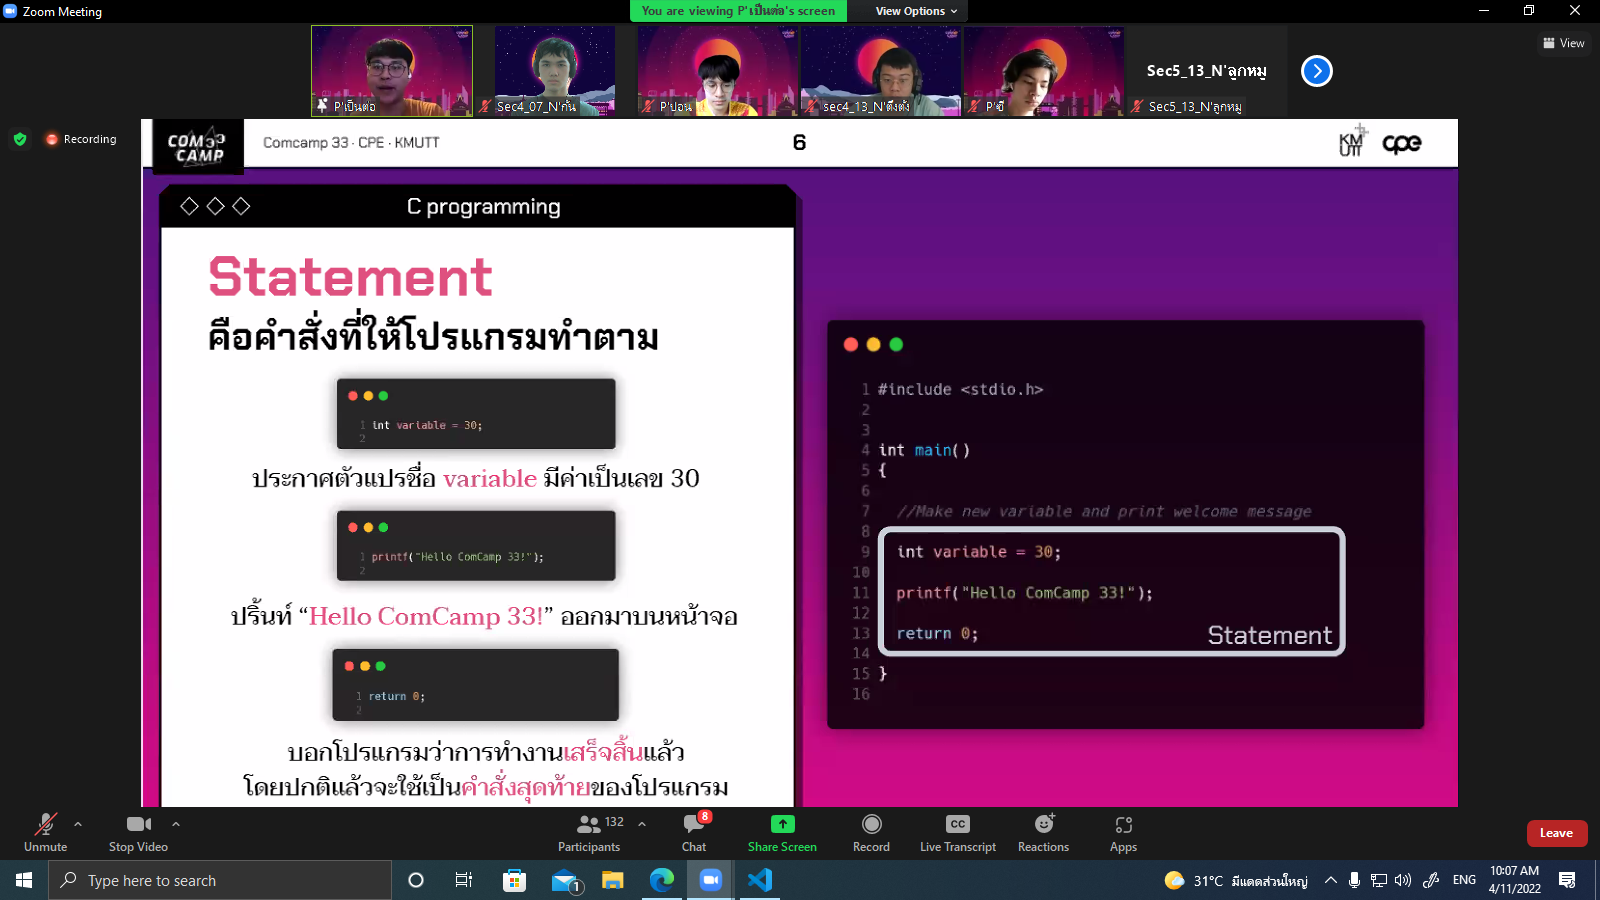 Zoom Meeting
You are viewing P'เป็นต่อ's screen
View Options
View
P'เป็นต่อ
Sec4_07_N'กัน
P'ปอน
sec4_13_N'ติงต๊ง
P'ซี
Sec5_13_N'ลูกหมู
Sec5_13_N'ลูกหมู
Recording
COM33
CAMP
Comcamp 33 · CPE · KMUTT
6
KM
UTT
cpe
C programming
Statement
คือคำสั่งที่ให้โปรแกรมทำตาม
1 int variable = 30;
2
ประกาศตัวแปรชื่อ variable มีค่าเป็นเลข 30
1 printf("Hello ComCamp 33!");
2
ปริ้นท์ “Hello ComCamp 33!” ออกมาบนหน้าจอ
1 return 0;
2
บอกโปรแกรมว่าการทำงานเสร็จสิ้นแล้ว
โดยปกติแล้วจะใช้เป็นคำสั่งสุดท้ายของโปรแกรม
1 #include <stdio.h>
2
3
4 int main()
5 {
6
7 //Make new variable and print welcome message
8
9 int variable = 30;
10
11 printf("Hello ComCamp 33!");
12
13 return 0;
Statement
14
15 }
16
Unmute
Stop Video
132
Participants
8
Chat
Share Screen
Record
CC
Live Transcript
Reactions
Apps
Leave
Type here to search
1
31°C มีแดดส่วนใหญ่
ENG
10:07 AM
4/11/2022